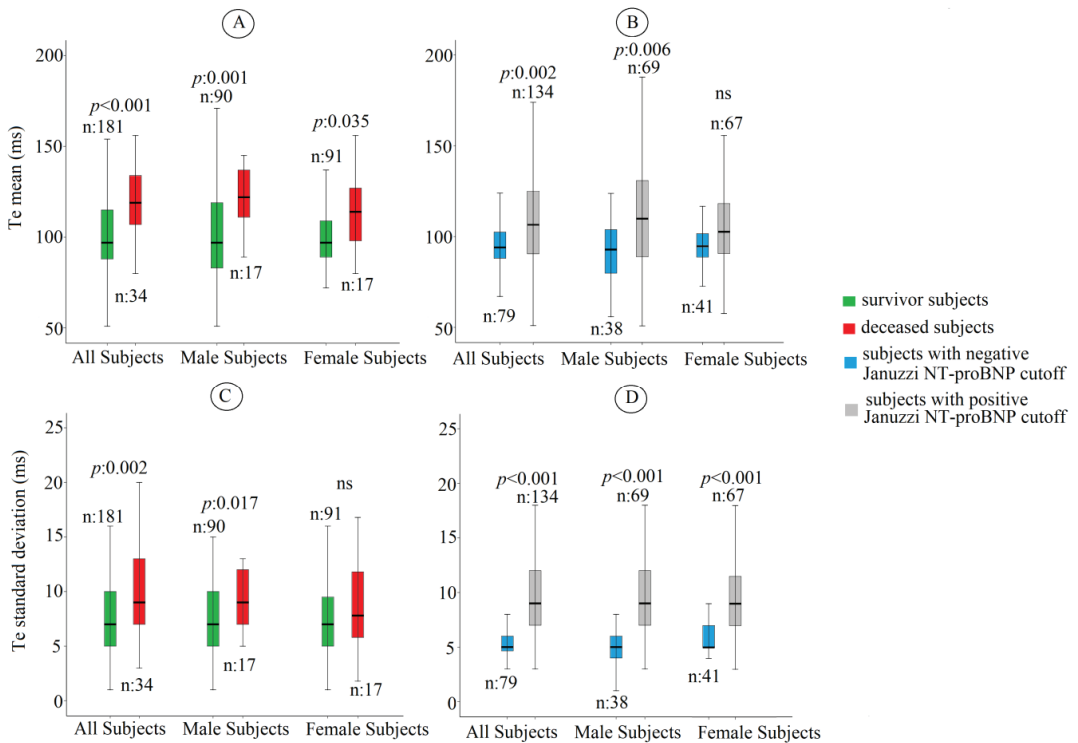 A
200
150
100
50
Te mean (ms)
p<0.001
n:181
n:34
p:0.001
n:90
n:17
p:0.035
n:91
n:17
All Subjects
Male Subjects
Female Subjects
B
200
150
100
50
p:0.002
n:134
n:79
p:0.006
n:69
n:38
ns
n:67
n:41
All Subjects
Male Subjects
Female Subjects
survivor subjects
deceased subjects
subjects with negative
Januzzi NT-proBNP cutoff
subjects with positive
Januzzi NT-proBNP cutoff
C
25
20
15
10
5
0
Te standard deviation (ms)
p:0.002
n:181
n:34
p:0.017
n:90
n:17
ns
n:91
n:17
All Subjects
Male Subjects
Female Subjects
D
25
20
15
10
5
0
p<0.001
n:134
n:79
p<0.001
n:69
n:38
p<0.001
n:67
n:41
All Subjects
Male Subjects
Female Subjects